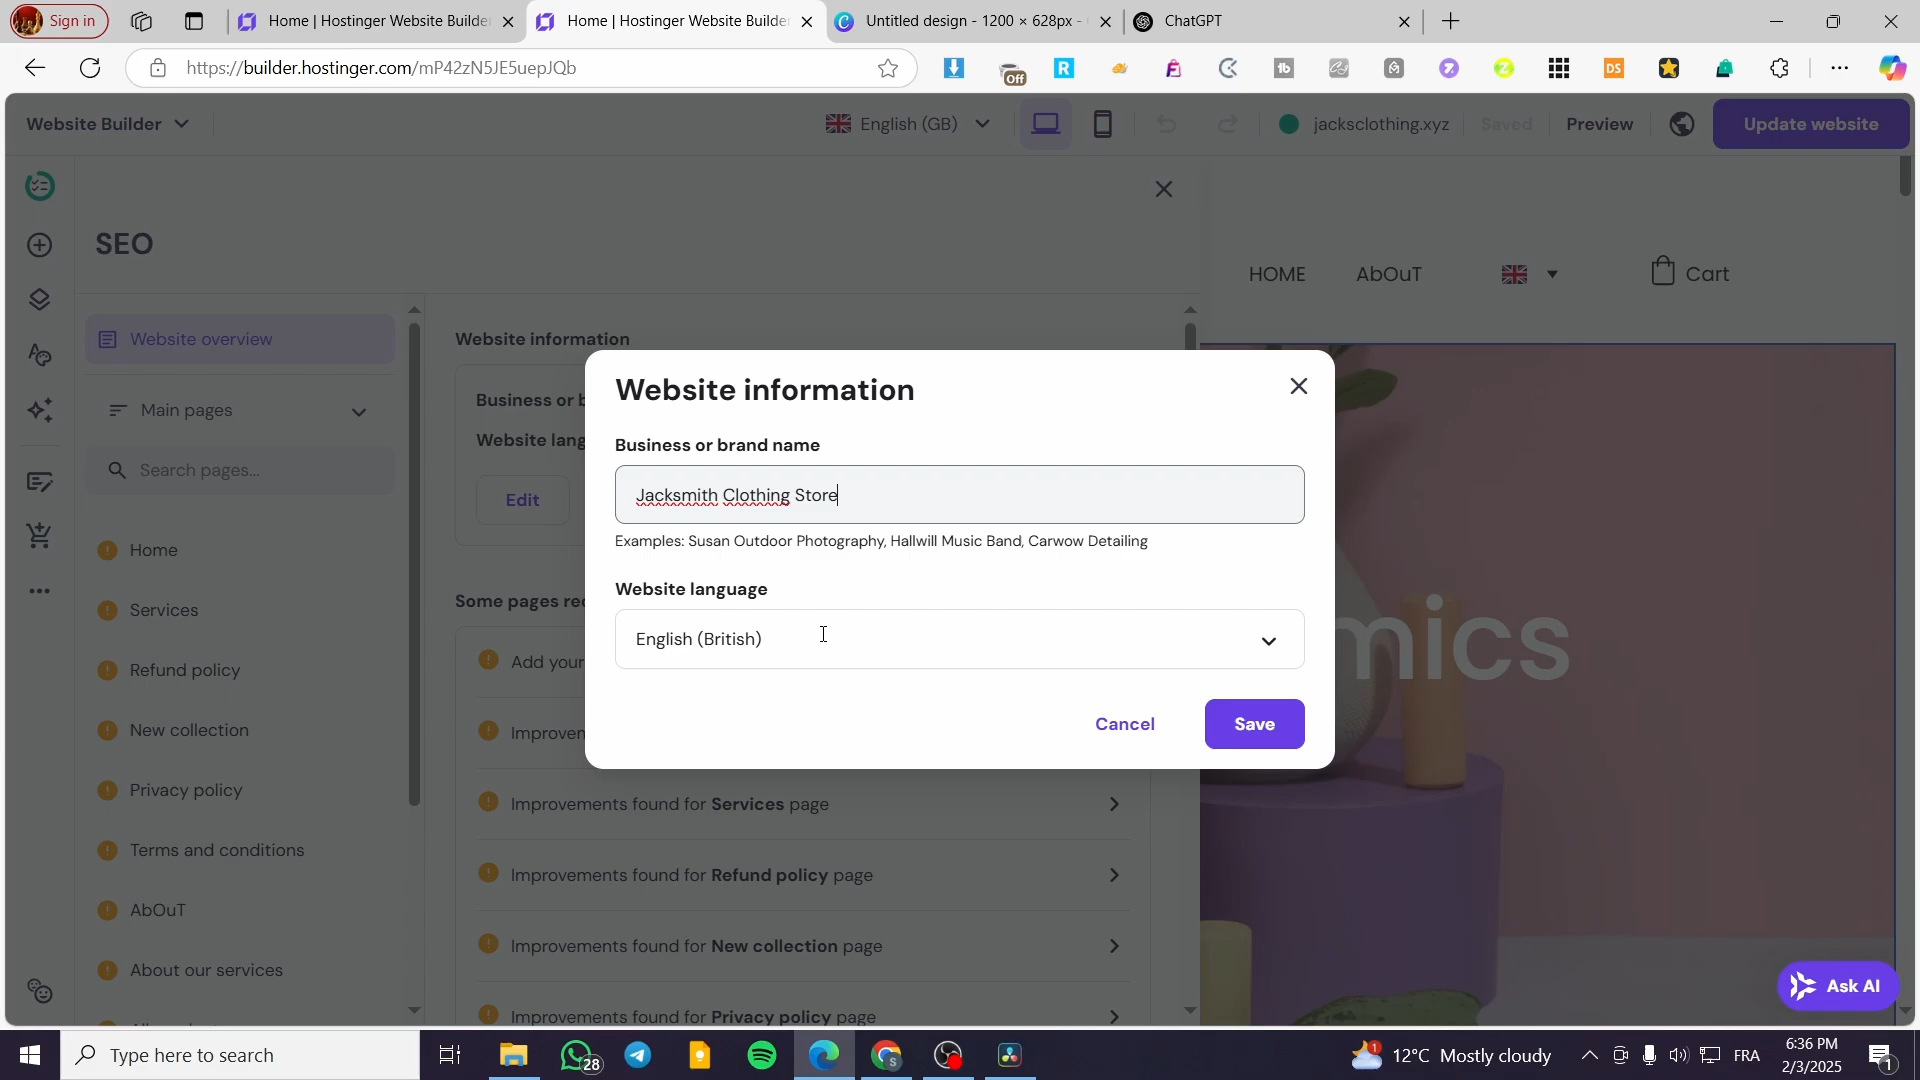 Sign in
Home | Hostinger Website Builde
Home | Hostinger Website Builde
Untitled design - 1200 × 628px -
ChatGPT
https://builder.hostinger.com/mP42zN5JE5uepJQb
Off
Website Builder
English (GB)
jacksclothing.xyz
Saved
Preview
Update website
SEO
HOME
AbOuT
Cart
Website overview
Main pages
Search pages...
Home
Services
Refund policy
New collection
Privacy policy
Terms and conditions
AbOuT
About our services
Website information
Business or b
Website lang
Edit
Some pages rec
Add your
Improvemen
Improvements found for Services page
Improvements found for Refund policy page
Improvements found for New collection page
Improvements found for Privacy policy page
Website information
Business or brand name
Jacksmith Clothing Store
Examples: Susan Outdoor Photography, Hallwill Music Band, Carwow Detailing
Website language
English (British)
Cancel
Save
mics
Ask AI
Type here to search
28
12°C Mostly cloudy
FRA
6:36 PM
2/3/2025
1